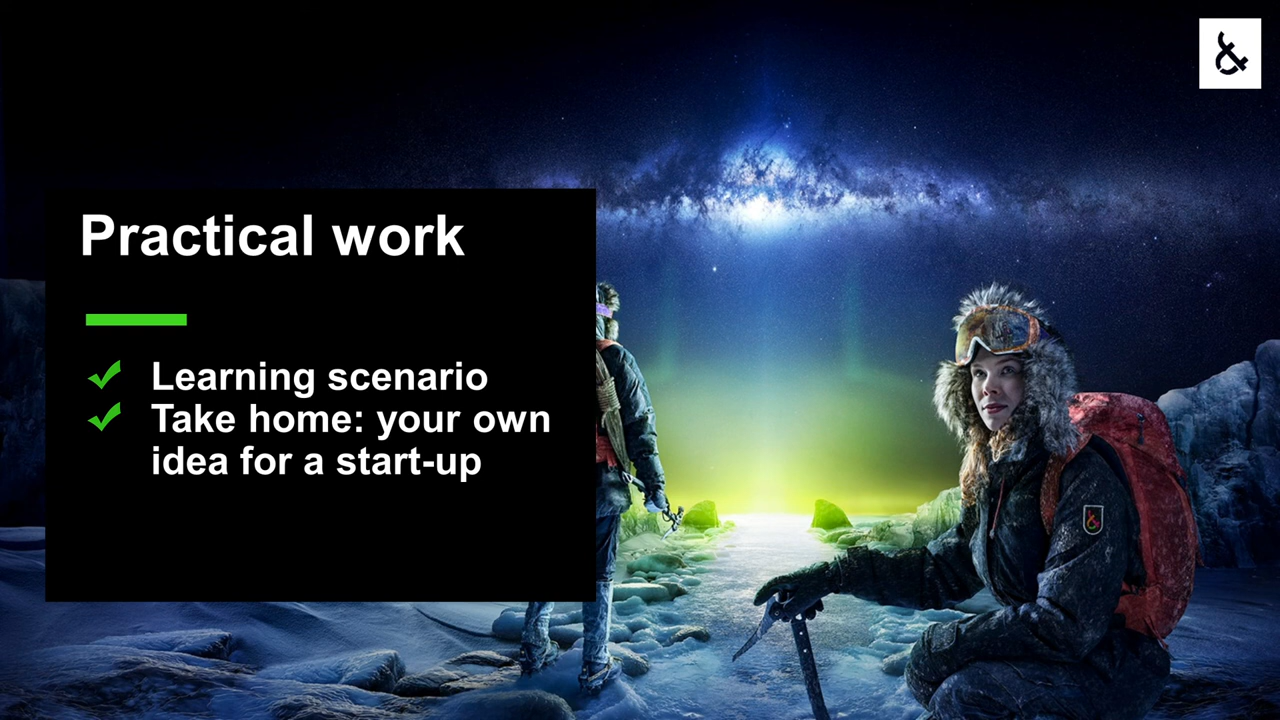 &
Practical work
Learning scenario
Take home: your own
idea for a start-up